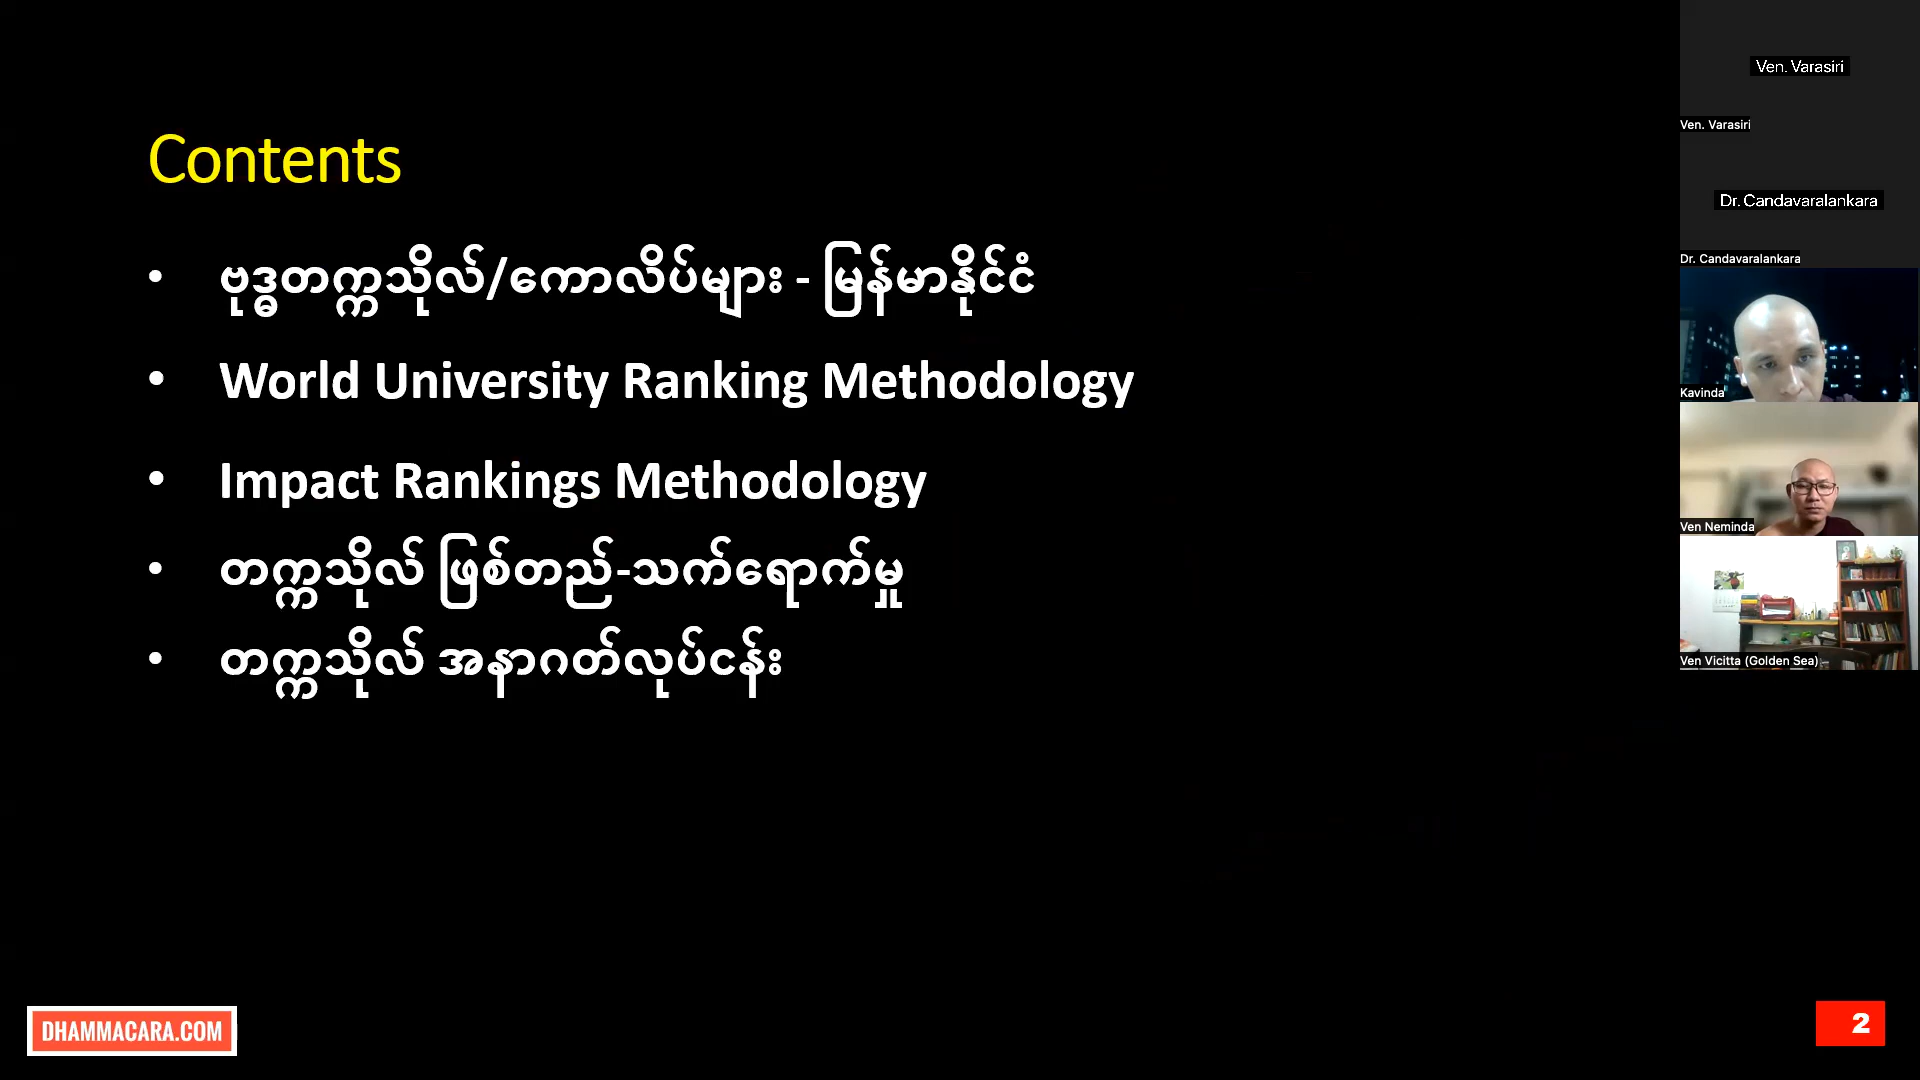 Contents
• ဗုဒ္ဓတက္ကသိုလ်/ကောလိပ်များ - မြန်မာနိုင်ငံ
• World University Ranking Methodology
• Impact Rankings Methodology
• တက္ကသိုလ် ဖြစ်တည်-သက်ရောက်မှု
• တက္ကသိုလ် အနာဂတ်လုပ်ငန်း
DHAMMACARA.COM
2
Ven. Varasiri
Ven. Varasiri
Dr. Candavaralankara
Dr. Candavaralankara
Kavinda
Ven Neminda
Ven Vicitta (Golden Sea)